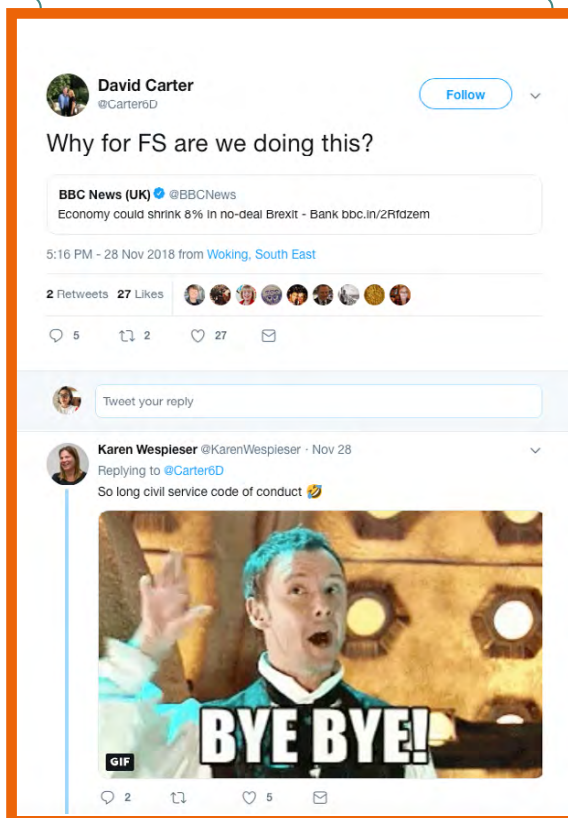 David Carter
@Carter6D
Follow
Why for FS are we doing this?
BBC News (UK) @BBCNews
Economy could shrink 8% in no-deal Brexit - Bank bbc.in/2Rfdzem
5:16 PM - 28 Nov 2018 from Woking, South East
2 Retweets 27 Likes
5 2 27
Tweet your reply
Karen Wespieser @KarenWespieser · Nov 28
Replying to @Carter6D
So long civil service code of conduct 🤣
BYE BYE!
GIF
2 5